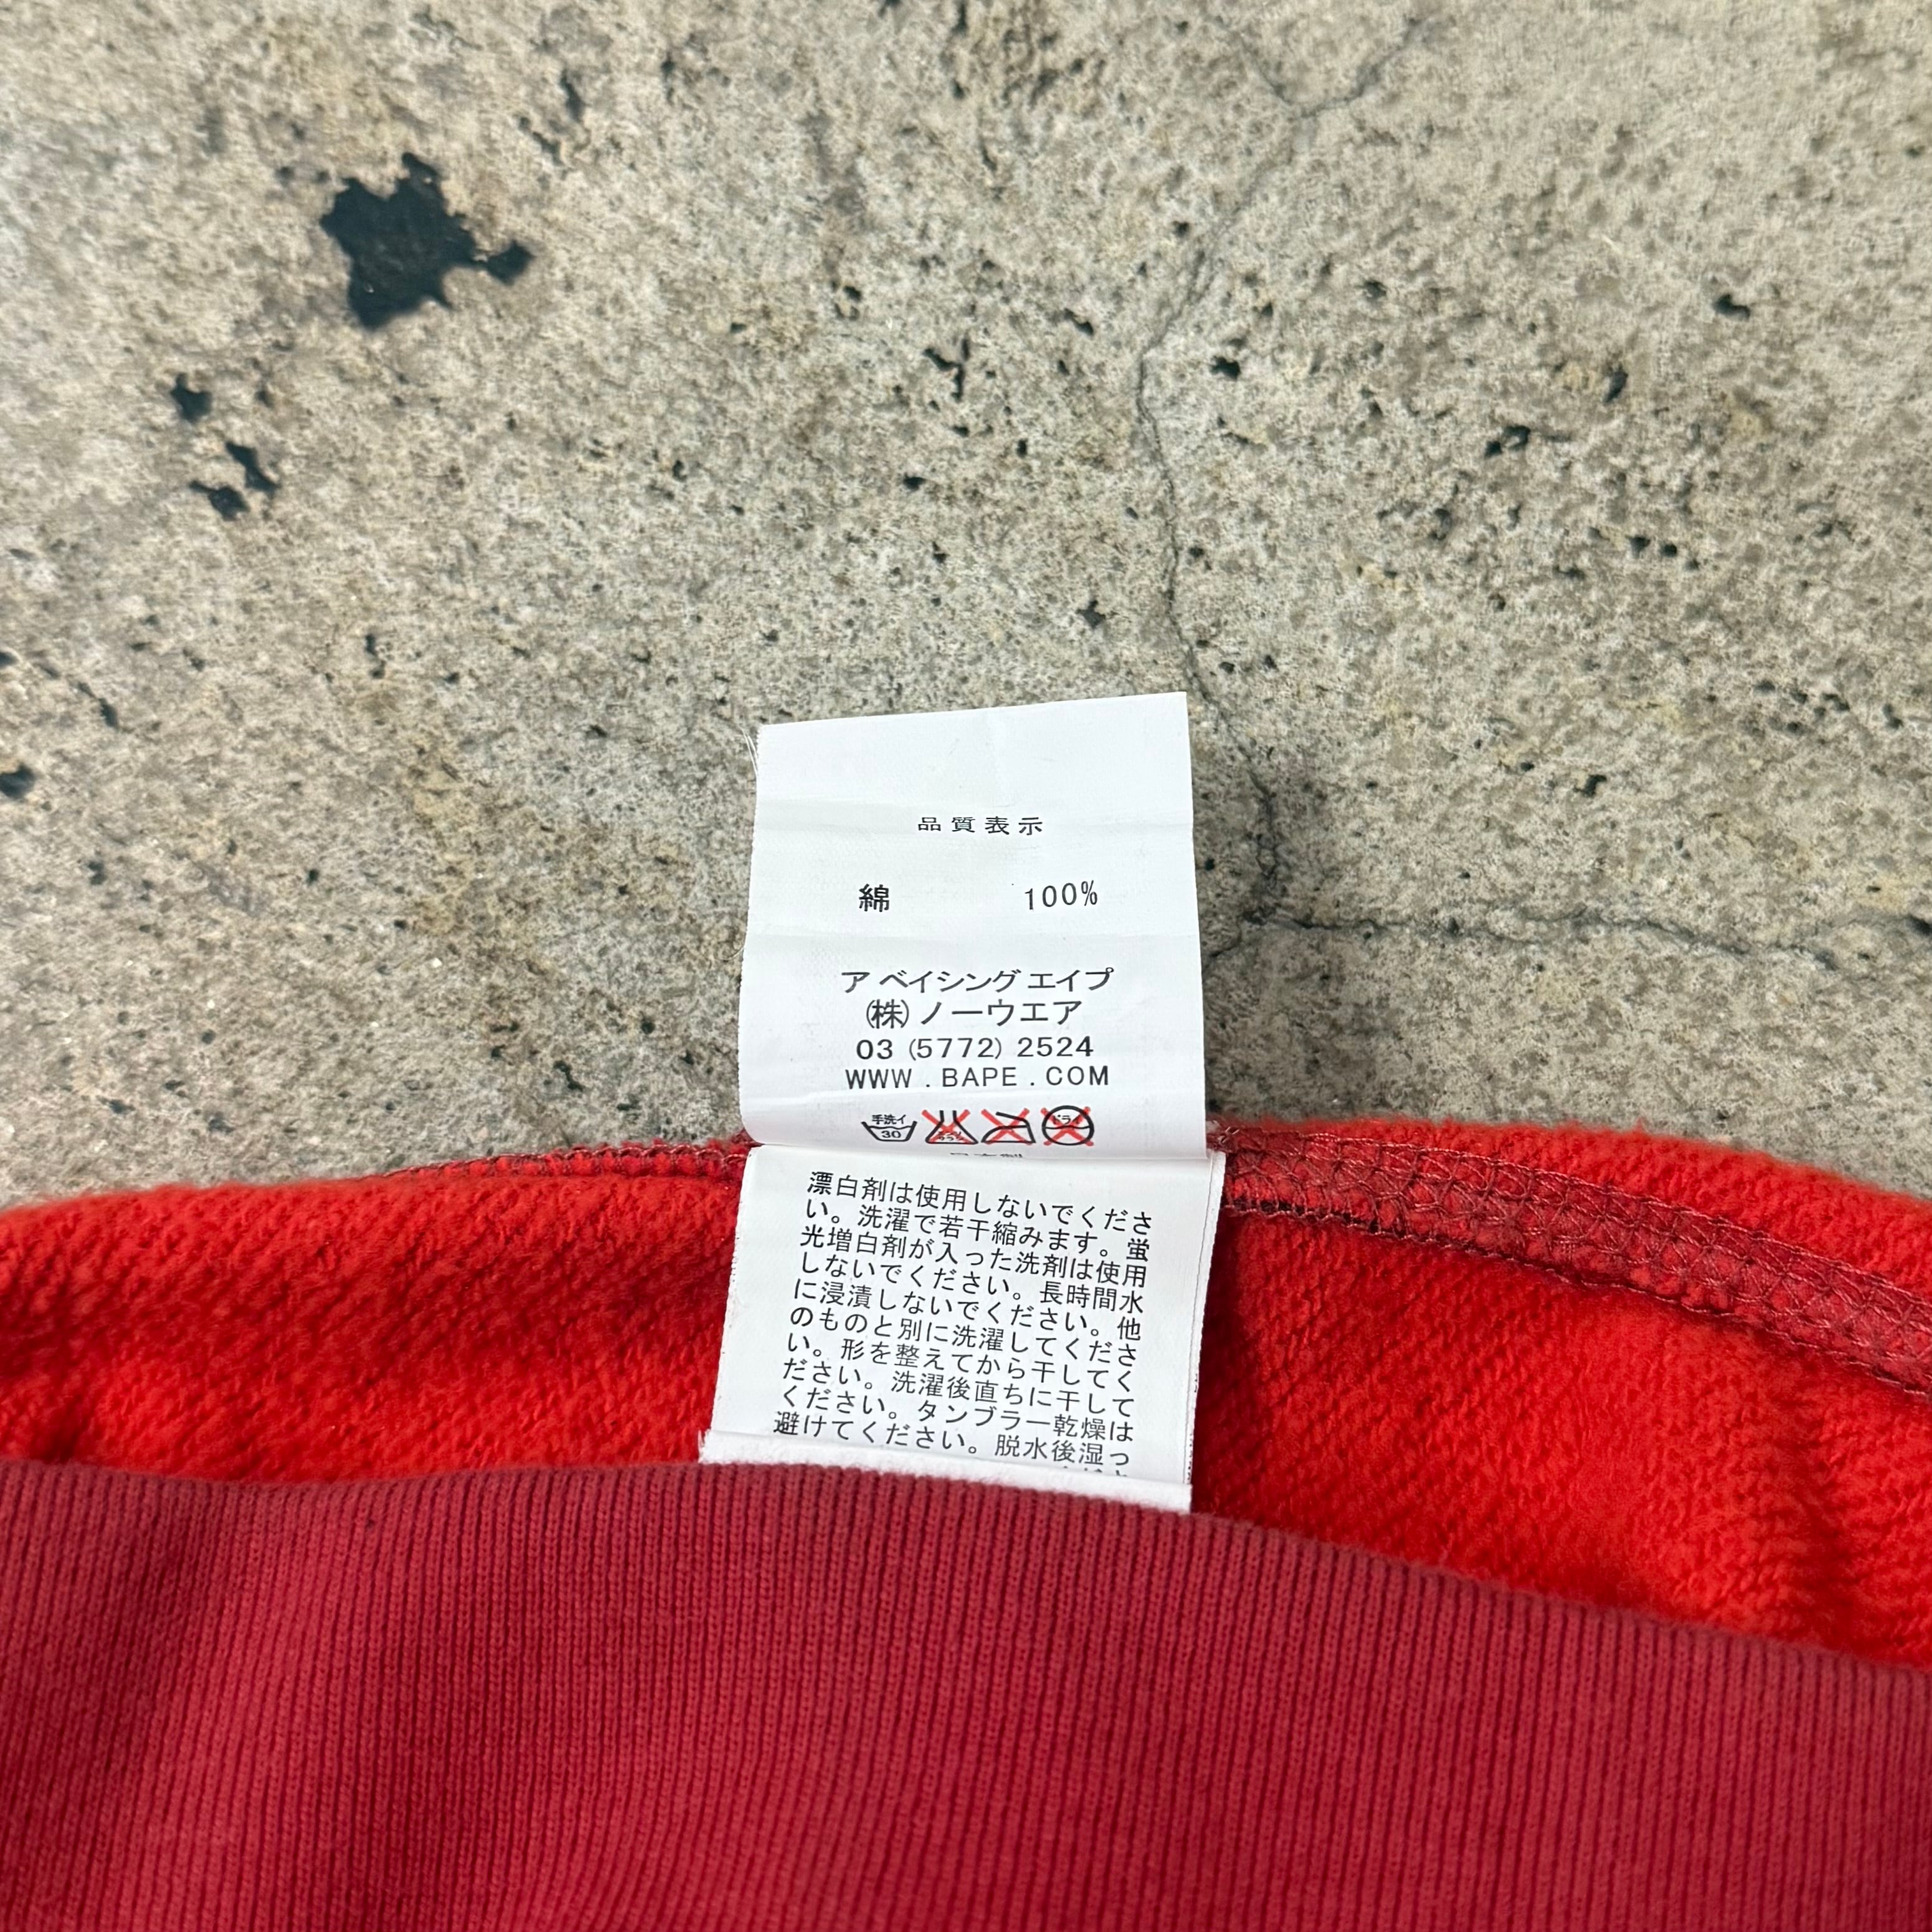 品質表示
綿 100%
ア ベイシング エイプ
㈱ ノーウエア
03 (5772) 2524
WWW . BAPE . COM
手洗イ 30 ドライ
漂白剤は使用しないでくださ
い。洗濯で若干縮みます。蛍
光増白剤が入った洗剤は使用
しないでください。長時間水
に浸漬しないでください。他
のものと別に洗濯してくださ
い。形を整えてから干してく
ださい。洗濯後直ちに干して
ください。タンブラー乾燥は
避けてください。脱水後湿っ